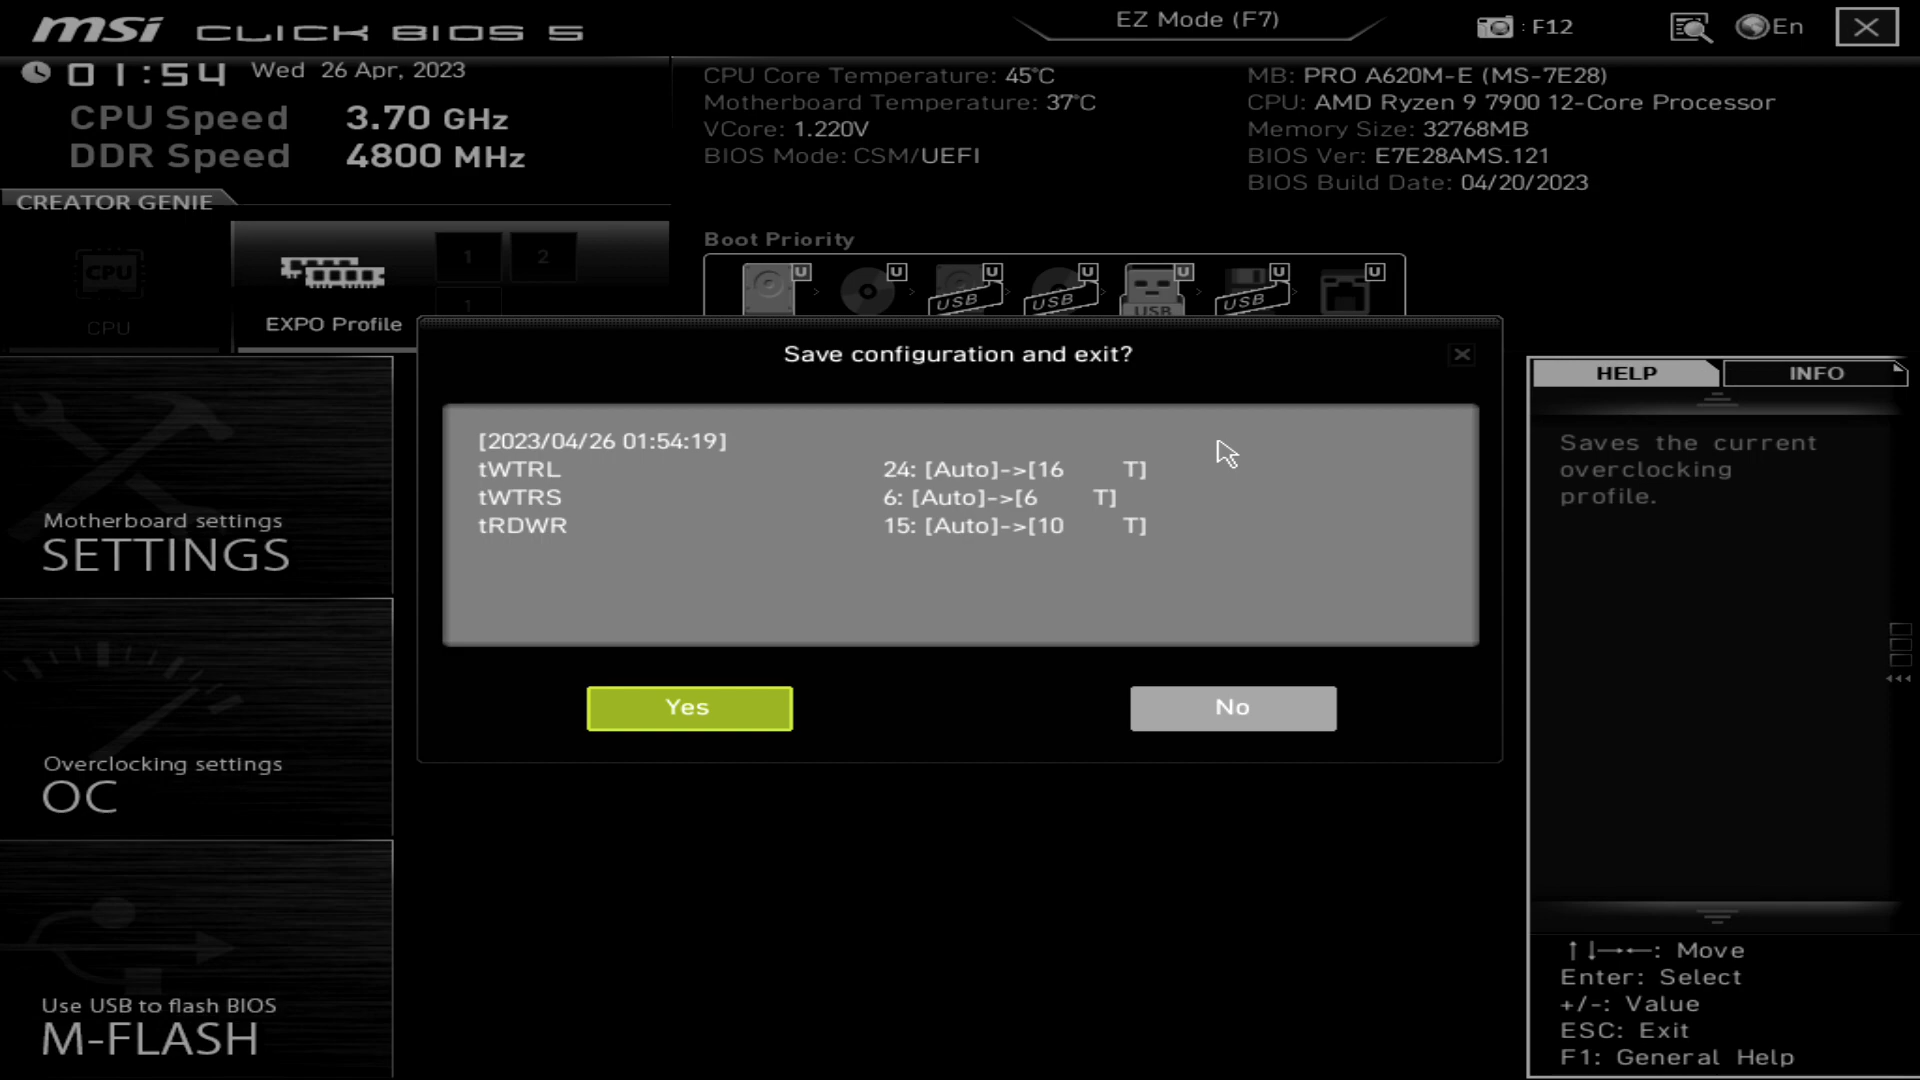 msi CLICK BIOS 5
EZ Mode (F7)
: F12
En
01:54 Wed 26 Apr, 2023
CPU Speed 3.70 GHz
DDR Speed 4800 MHz
CPU Core Temperature: 45°C
Motherboard Temperature: 37°C
VCore: 1.220V
BIOS Mode: CSM/UEFI
MB: PRO A620M-E (MS-7E28)
CPU: AMD Ryzen 9 7900 12-Core Processor
Memory Size: 32768MB
BIOS Ver: E7E28AMS.121
BIOS Build Date: 04/20/2023
CREATOR GENIE
CPU
CPU
EXPO Profile
1 2
1
Boot Priority
U U U U U U U
USB USB USB USB
Save configuration and exit?
[2023/04/26 01:54:19]
tWTRL 24: [Auto]->[16 T]
tWTRS 6: [Auto]->[6 T]
tRDWR 15: [Auto]->[10 T]
Yes No
Motherboard settings
SETTINGS
Overclocking settings
OC
Use USB to flash BIOS
M-FLASH
HELP INFO
Saves the current
overclocking
profile.
↑↓→←: Move
Enter: Select
+/-: Value
ESC: Exit
F1: General Help